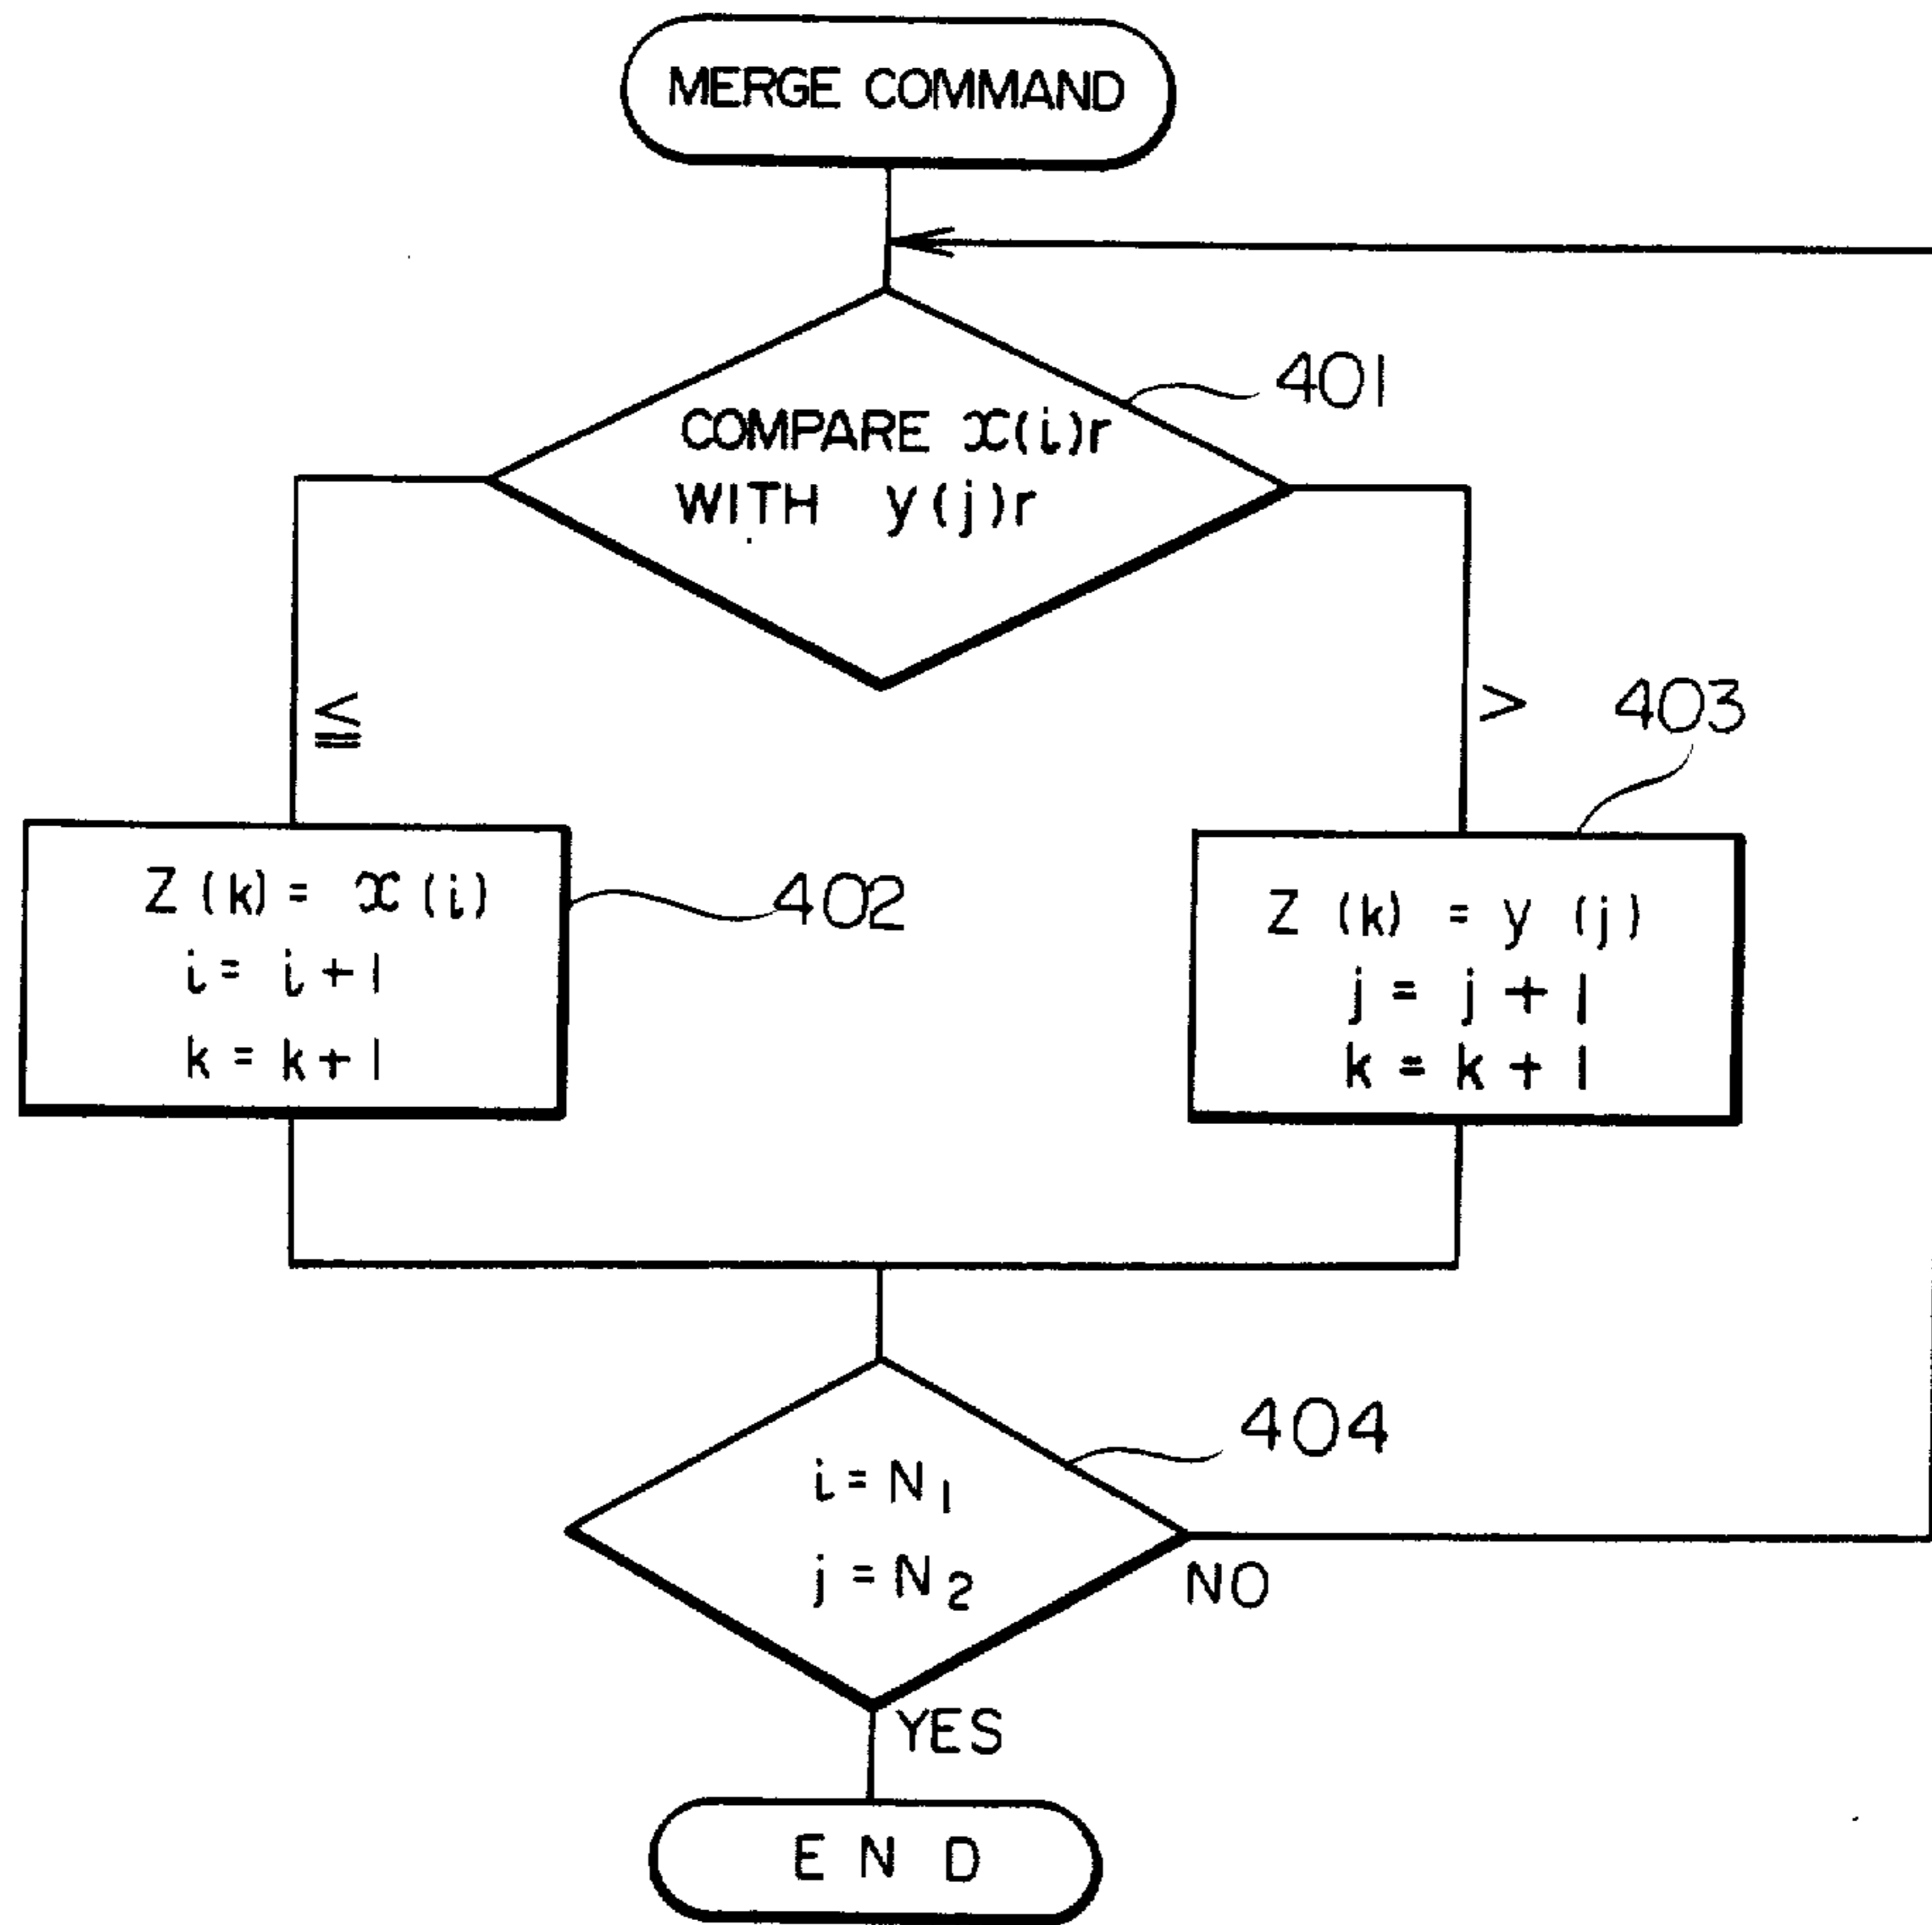 MERGE COMMAND
401
COMPARE x(i)r
WITH y(j)r
≦
>
403
Z (k) = x (i)
i = i + 1
k = k + 1
402
Z (k) = y (j)
j = j + 1
k = k + 1
404
i = N₁
j = N₂
NO
YES
END